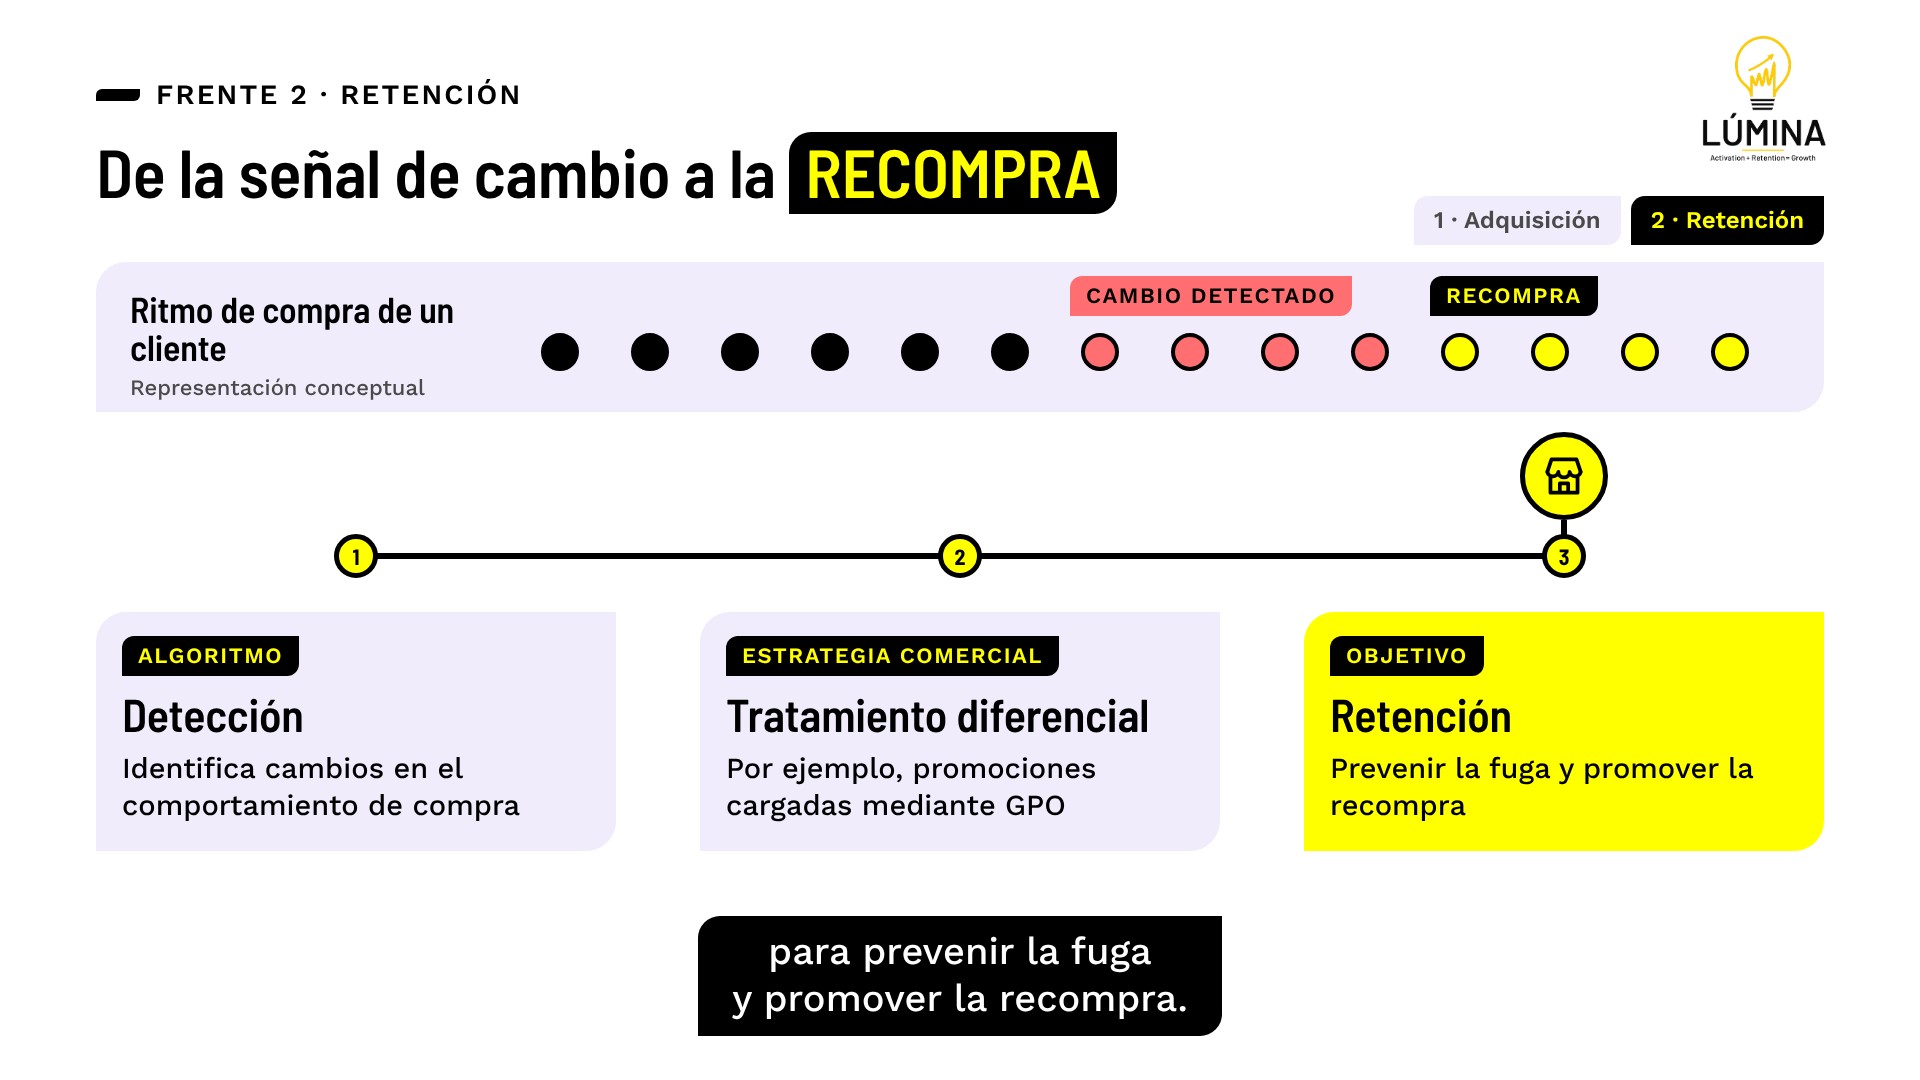 FRENTE 2 · RETENCIÓN
De la señal de cambio a la RECOMPRA
LÚMINA
Activation + Retention = Growth
1 · Adquisición
2 · Retención
Ritmo de compra de un
cliente
Representación conceptual
CAMBIO DETECTADO
RECOMPRA
1
2
3
ALGORITMO
Detección
Identifica cambios en el
comportamiento de compra
ESTRATEGIA COMERCIAL
Tratamiento diferencial
Por ejemplo, promociones
cargadas mediante GPO
OBJETIVO
Retención
Prevenir la fuga y promover la
recompra
para prevenir la fuga
y promover la recompra.